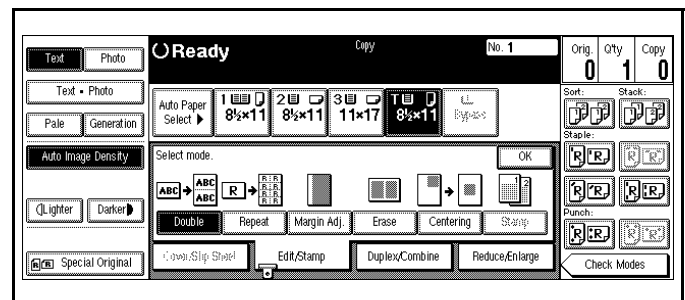 Text Photo
Text • Photo
Pale Generation
Auto Image Density
Lighter Darker
Special Original
Ready Copy No. 1
Auto Paper Select ▶
1 8½×11
2 8½×11
3 11×17
T 8½×11
Bypass
Select mode. OK
ABC ABC ABC R R R R R R R R R 1 2
Double Repeat Margin Adj. Erase Centering Stamp
Cover/Slip Sheet Edit/Stamp Duplex/Combine Reduce/Enlarge
Orig. Q'ty Copy
0 1 0
Sort: Stack:
Staple:
Punch:
Check Modes